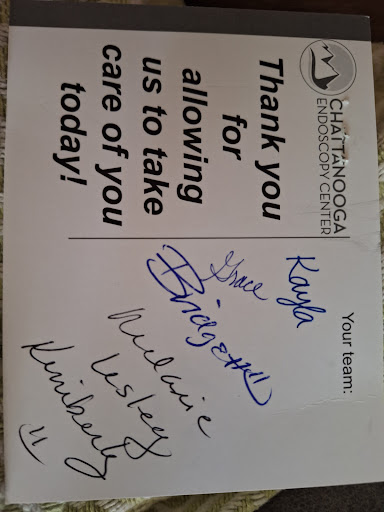 CHATTANOOGA
ENDOSCOPY CENTER
Thank you
for
allowing
us to take
care of you
today!
Your team:
Kayla
Grace
Bridgett
Melanie
Lesley
Kimberly